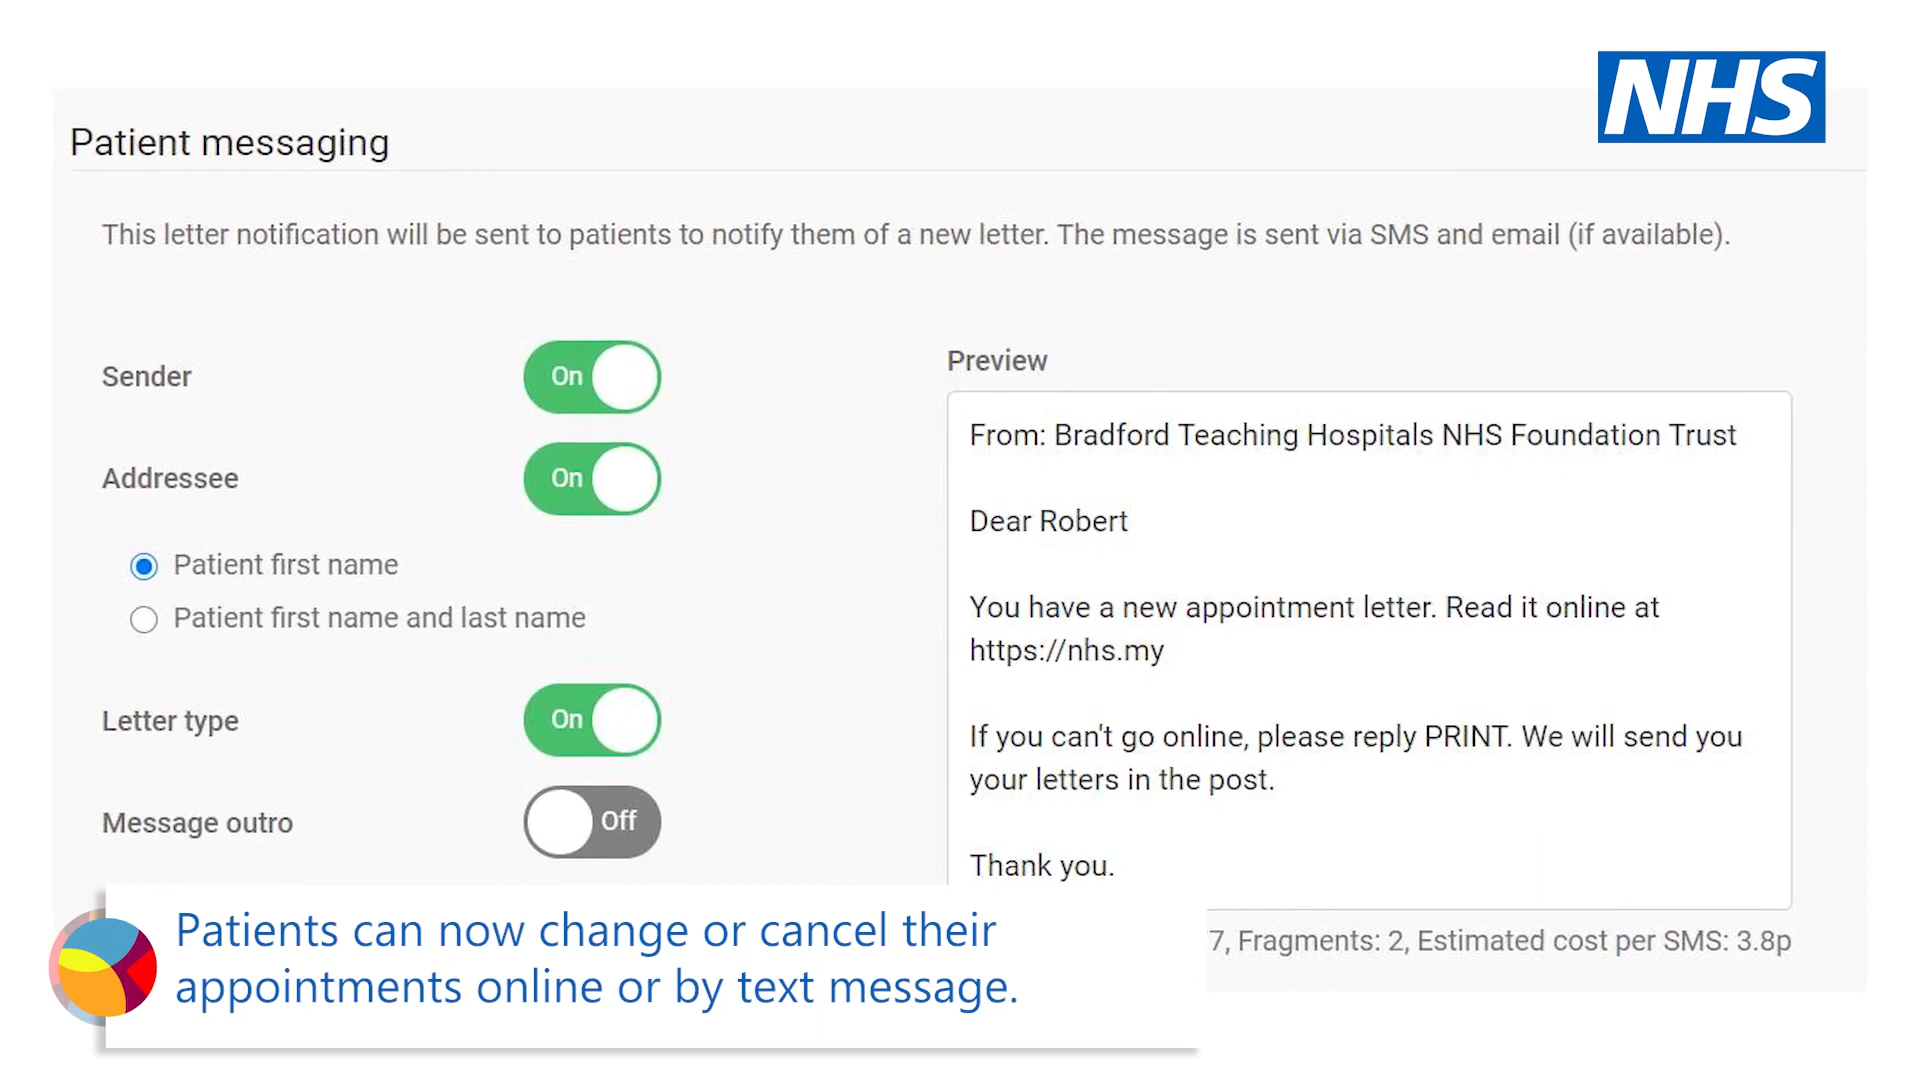 NHS
Patient messaging
This letter notification will be sent to patients to notify them of a new letter. The message is sent via SMS and email (if available).
Sender
On
Addressee
On
Patient first name
Patient first name and last name
Letter type
On
Message outro
Off
Preview
From: Bradford Teaching Hospitals NHS Foundation Trust
Dear Robert
You have a new appointment letter. Read it online at
https://nhs.my
If you can't go online, please reply PRINT. We will send you
your letters in the post.
Thank you.
7, Fragments: 2, Estimated cost per SMS: 3.8p
Patients can now change or cancel their
appointments online or by text message.